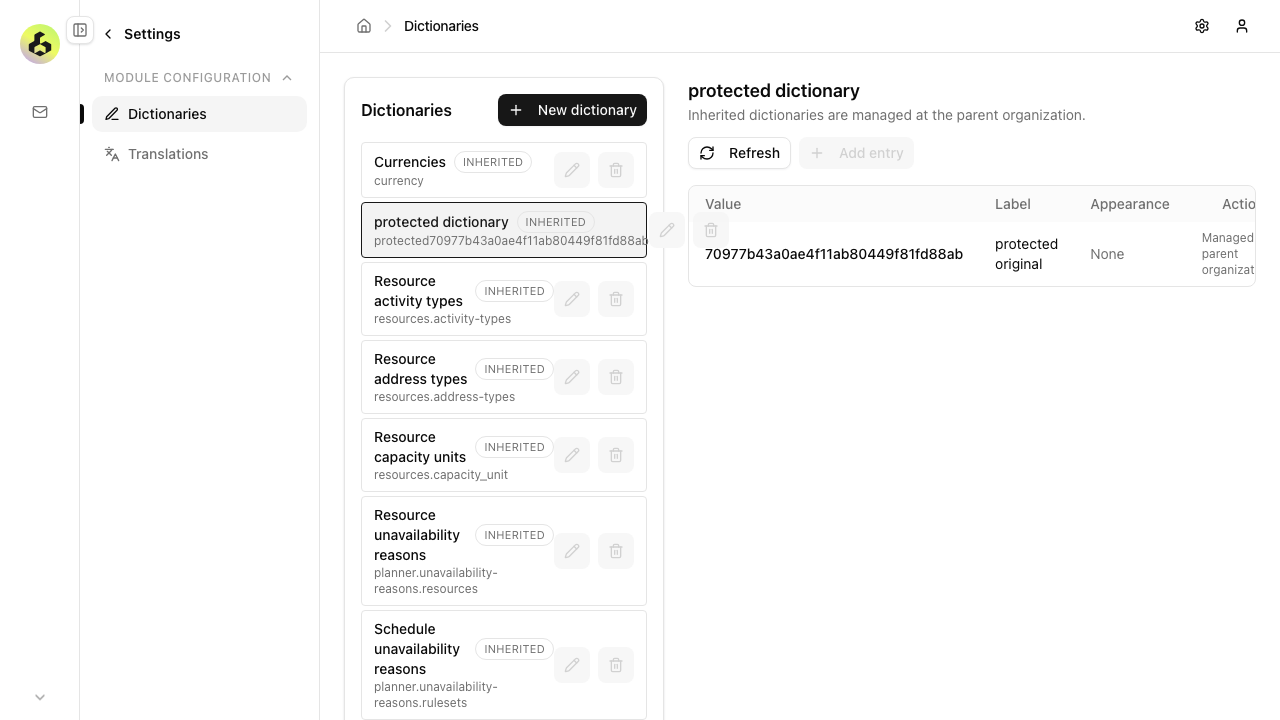 Settings
Dictionaries
MODULE CONFIGURATION
Dictionaries
Translations
Dictionaries
New dictionary
Currencies INHERITED
currency
protected dictionary INHERITED
protected70977b43a0ae4f11ab80449f81fd88ab
Resource
activity types
INHERITED
resources.activity-types
Resource
address types
INHERITED
resources.address-types
Resource
capacity units
INHERITED
resources.capacity_unit
Resource
unavailability
reasons
INHERITED
planner.unavailability-
reasons.resources
Schedule
unavailability
reasons
INHERITED
planner.unavailability-
reasons.rulesets
protected dictionary
Inherited dictionaries are managed at the parent organization.
Refresh
Add entry
Value Label Appearance Actio
70977b43a0ae4f11ab80449f81fd88ab
protected
original
None
Managed
parent
organizat